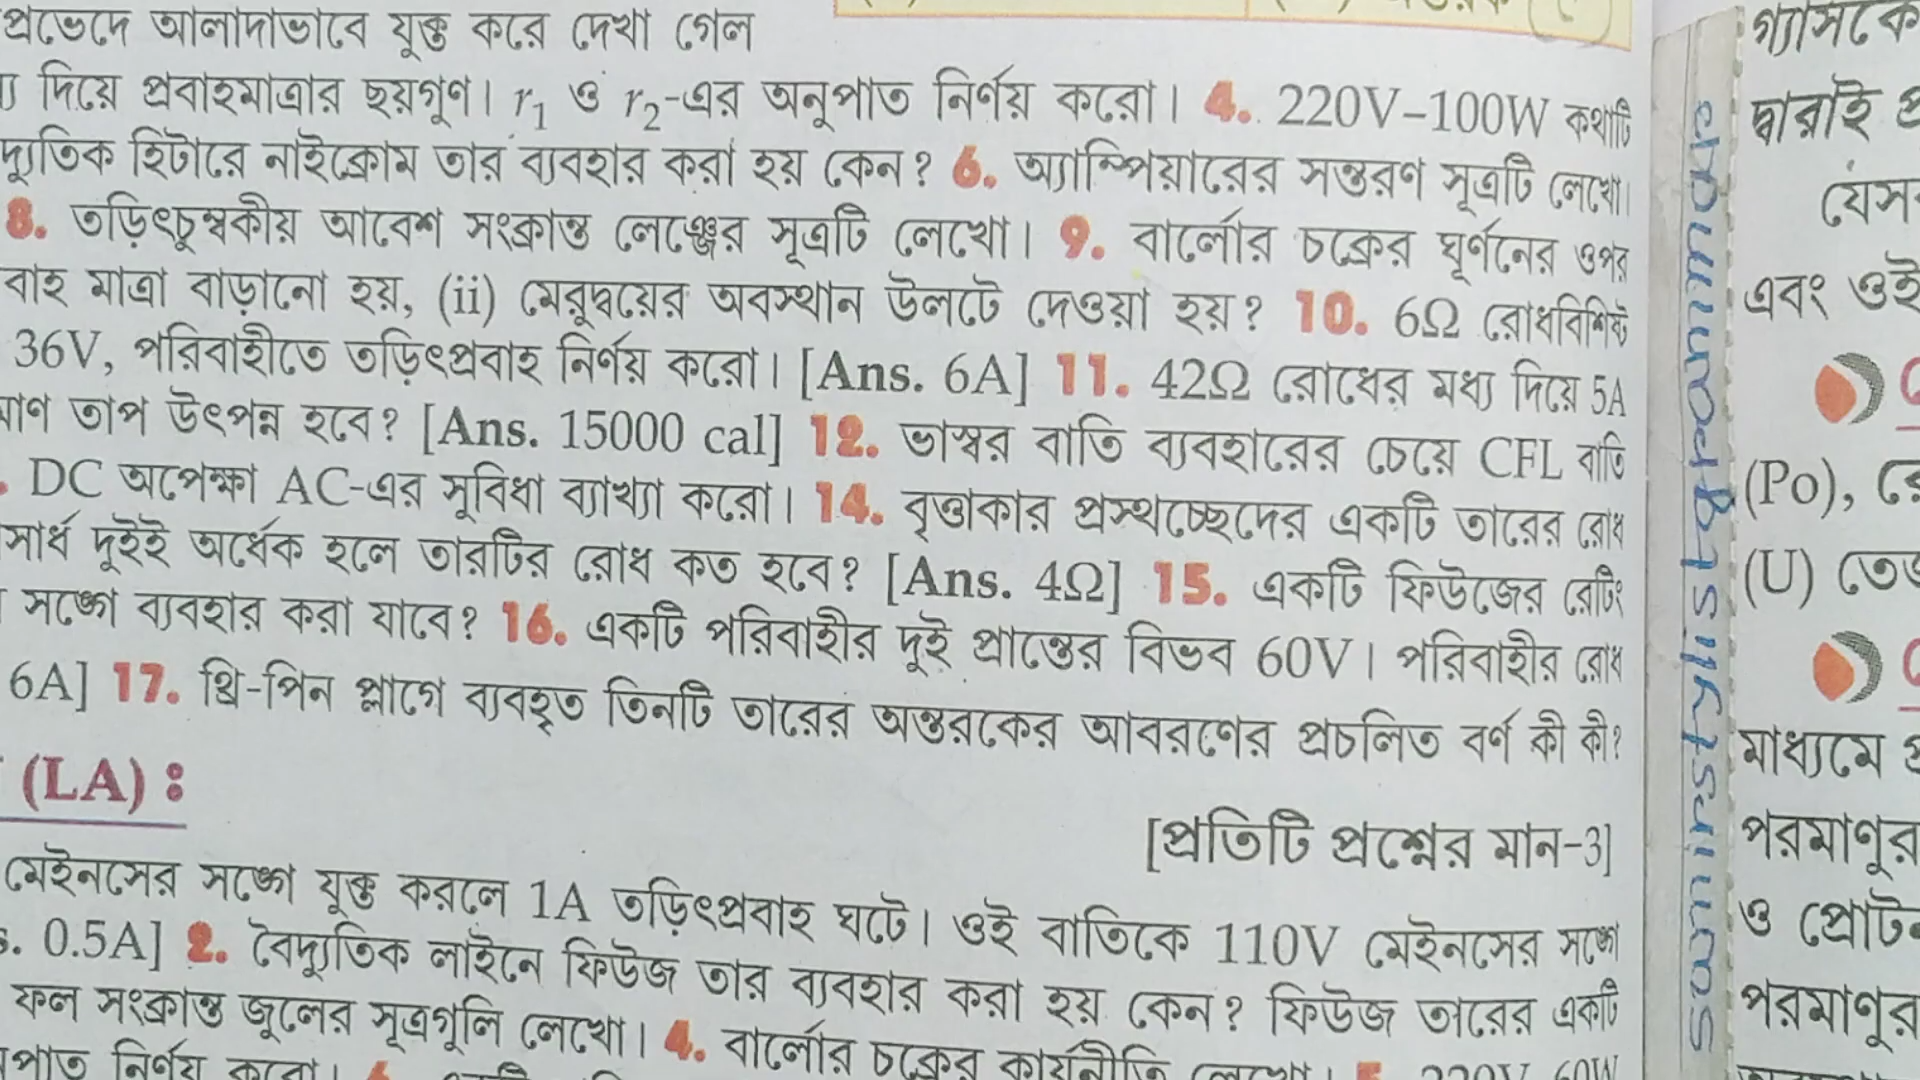 প্রভেদে আলাদাভাবে যুক্ত করে দেখা গেল
দিয়ে প্রবাহমাত্রার ছয়গুণ। r₁ ও r₂-এর অনুপাত নির্ণয় করো। 4. 220V–100W কথাটি
দ্যুতিক হিটারে নাইক্রোম তার ব্যবহার করা হয় কেন? 6. অ্যাম্পিয়ারের সন্তরণ সূত্রটি লেখো।
8. তড়িৎচুম্বকীয় আবেশ সংক্রান্ত লেঞ্জের সূত্রটি লেখো। 9. বার্লোর চক্রের ঘূর্ণনের ওপর
বাহ মাত্রা বাড়ানো হয়, (ii) মেরুদ্বয়ের অবস্থান উলটে দেওয়া হয়? 10. 6Ω রোধবিশিষ্ট
36V, পরিবাহীতে তড়িৎপ্রবাহ নির্ণয় করো। [Ans. 6A] 11. 42Ω রোধের মধ্য দিয়ে 5A
মাণ তাপ উৎপন্ন হবে? [Ans. 15000 cal] 12. ভাস্বর বাতি ব্যবহারের চেয়ে CFL বাতি
DC অপেক্ষা AC-এর সুবিধা ব্যাখ্যা করো। 14. বৃত্তাকার প্রস্থচ্ছেদের একটি তারের রোধ
সার্ধ দুইই অর্ধেক হলে তারটির রোধ কত হবে? [Ans. 4Ω] 15. একটি ফিউজের রেটিং
সঙ্গে ব্যবহার করা যাবে? 16. একটি পরিবাহীর দুই প্রান্তের বিভব 60V। পরিবাহীর রোধ
6A] 17. থ্রি-পিন প্লাগে ব্যবহৃত তিনটি তারের অন্তরকের আবরণের প্রচলিত বর্ণ কী কী?
(LA) :
[প্রতিটি প্রশ্নের মান-3]
মেইনসের সঙ্গে যুক্ত করলে 1A তড়িৎপ্রবাহ ঘটে। ওই বাতিকে 110V মেইনসের সঙ্গে
s. 0.5A] 2. বৈদ্যুতিক লাইনে ফিউজ তার ব্যবহার করা হয় কেন? ফিউজ তারের একটি
ফল সংক্রান্ত জুলের সূত্রগুলি লেখো। 4. বার্লোর চক্রের কার্যনীতি লেখো। 5. 220V 60W
নুপাত নির্ণয় করো।
গ্যাসকে
দ্বারাই
যেস
এবং ওই
(Po),
(U)
মাধ্যমে
পরমাণুর
ও
পরমাণুর